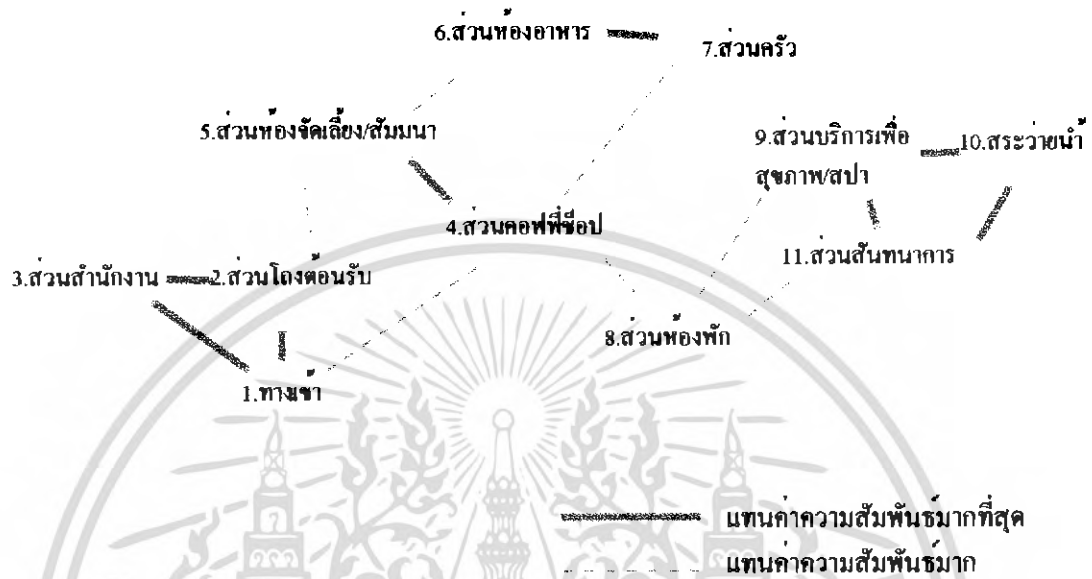 6.ส่วนห้องอาหาร
7.ส่วนครัว
5.ส่วนห้องจัดเลี้ยง/สัมมนา
9.ส่วนบริการเพื่อ
สุขภาพ/สปา
10.สระว่ายน้ำ
4.ส่วนคอฟฟี่ช็อป
11.ส่วนสันทนาการ
3.ส่วนสำนักงาน
2.ส่วนโถงต้อนรับ
8.ส่วนห้องพัก
1.ทางเข้า
แทนค่าความสัมพันธ์มากที่สุด
แทนค่าความสัมพันธ์มาก